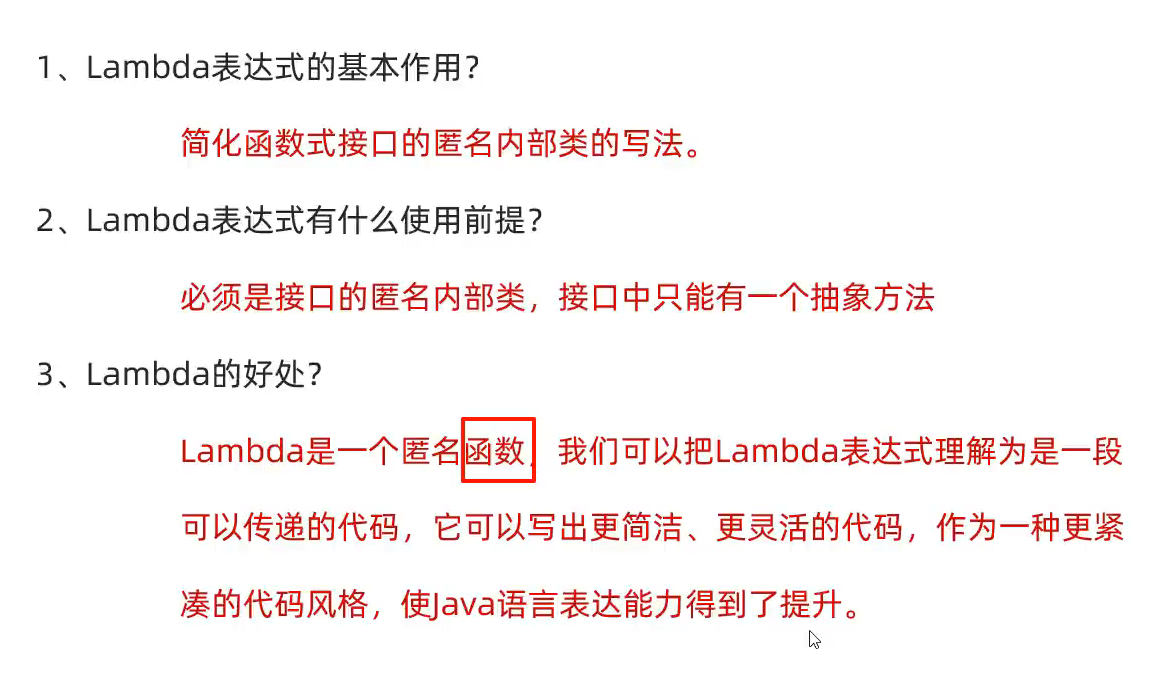 1、Lambda表达式的基本作用？
简化函数式接口的匿名内部类的写法。
2、Lambda表达式有什么使用前提？
必须是接口的匿名内部类，接口中只能有一个抽象方法
3、Lambda的好处？
Lambda是一个匿名函数，我们可以把Lambda表达式理解为是一段
可以传递的代码，它可以写出更简洁、更灵活的代码，作为一种更紧
凑的代码风格，使Java语言表达能力得到了提升。